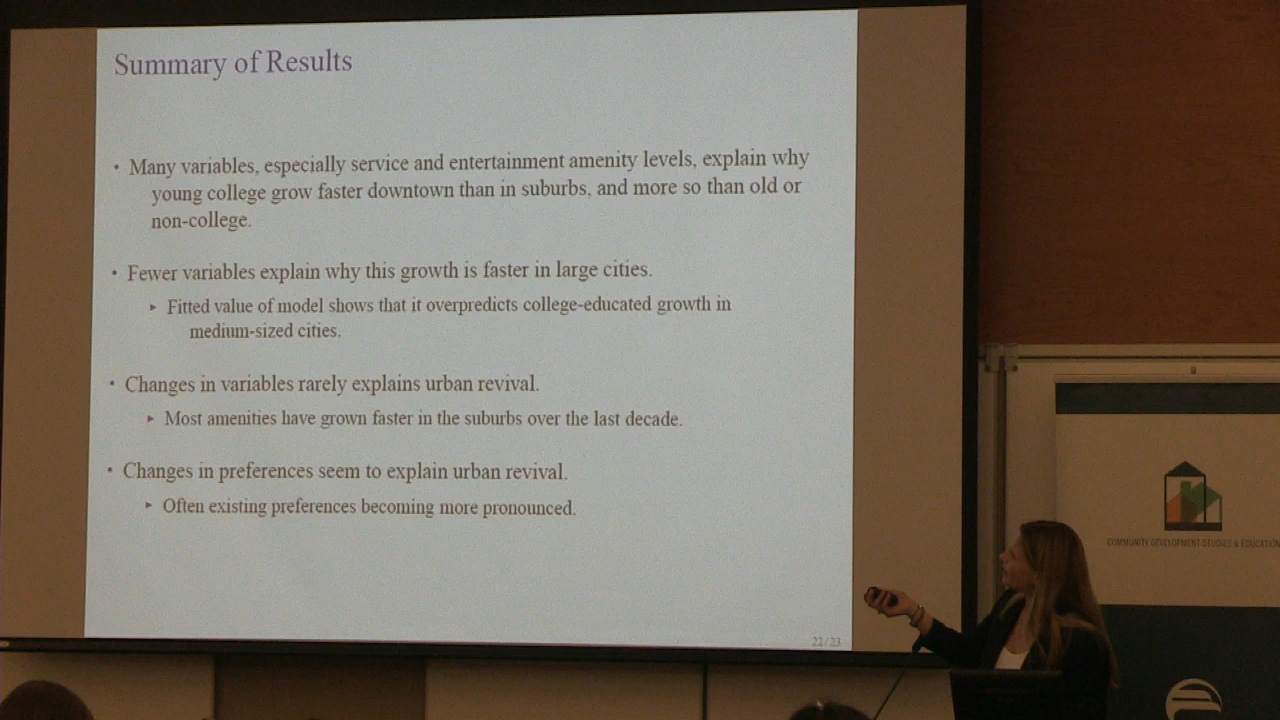 Summary of Results
• Many variables, especially service and entertainment amenity levels, explain why
young college grow faster downtown than in suburbs, and more so than old or
non-college.
• Fewer variables explain why this growth is faster in large cities.
▸ Fitted value of model shows that it overpredicts college-educated growth in
medium-sized cities.
• Changes in variables rarely explains urban revival.
▸ Most amenities have grown faster in the suburbs over the last decade.
• Changes in preferences seem to explain urban revival.
▸ Often existing preferences becoming more pronounced.
22/23
COMMUNITY DEVELOPMENT STUDIES & EDUCATION